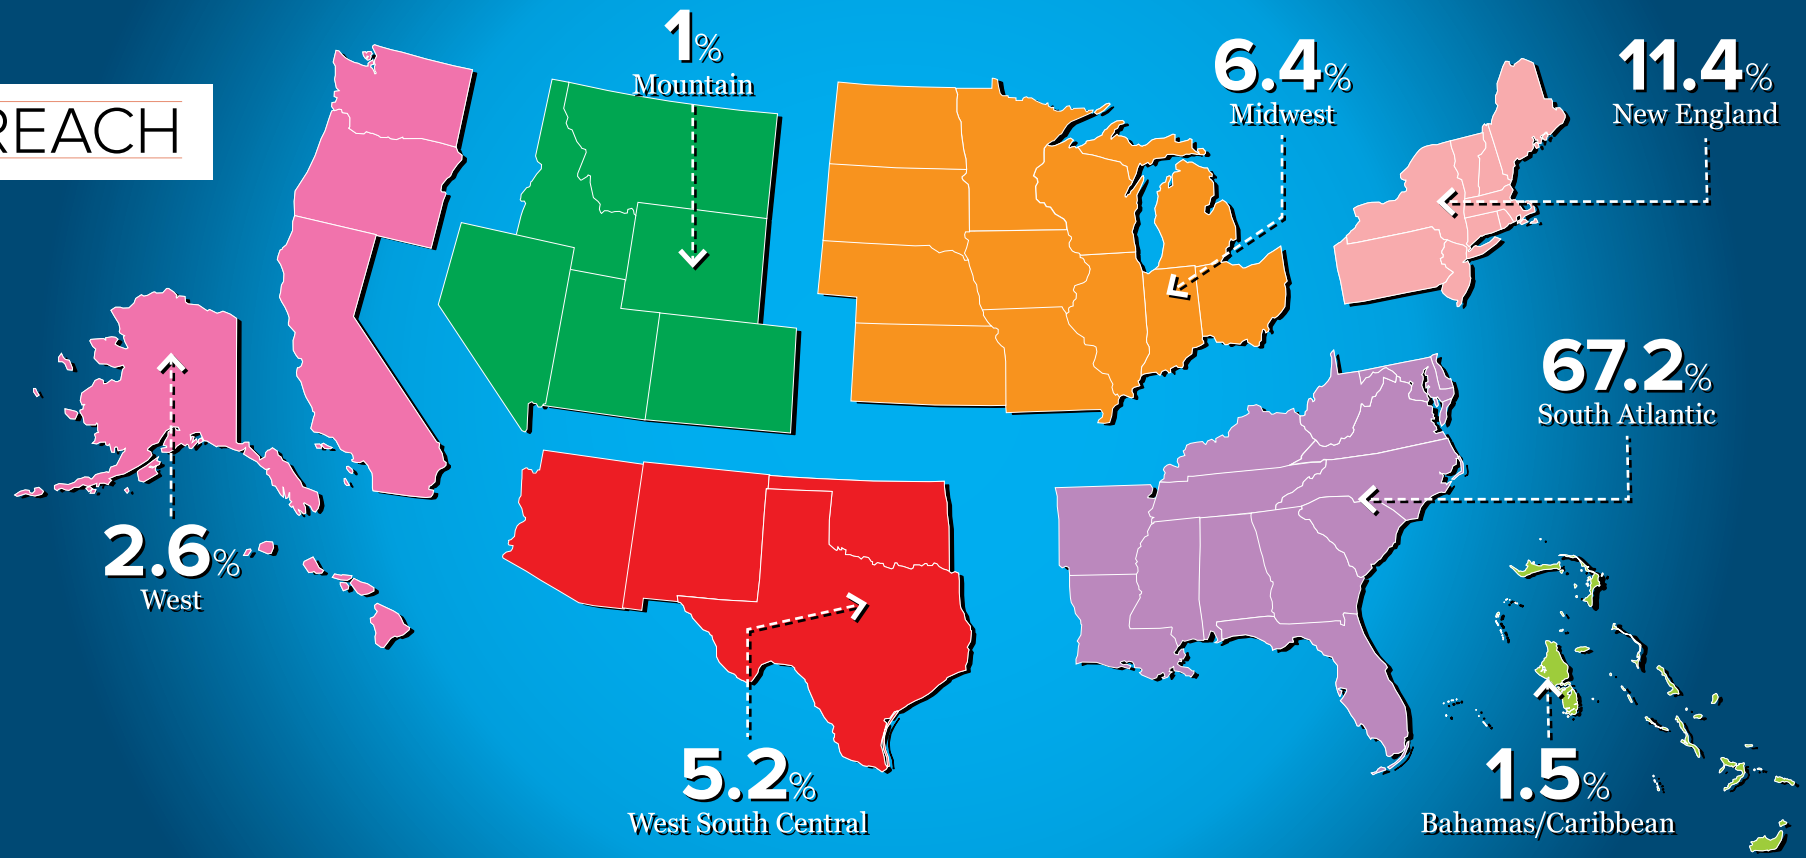 REACH
1%
Mountain
6.4%
Midwest
11.4%
New England
67.2%
South Atlantic
2.6%
West
5.2%
West South Central
1.5%
Bahamas/Caribbean